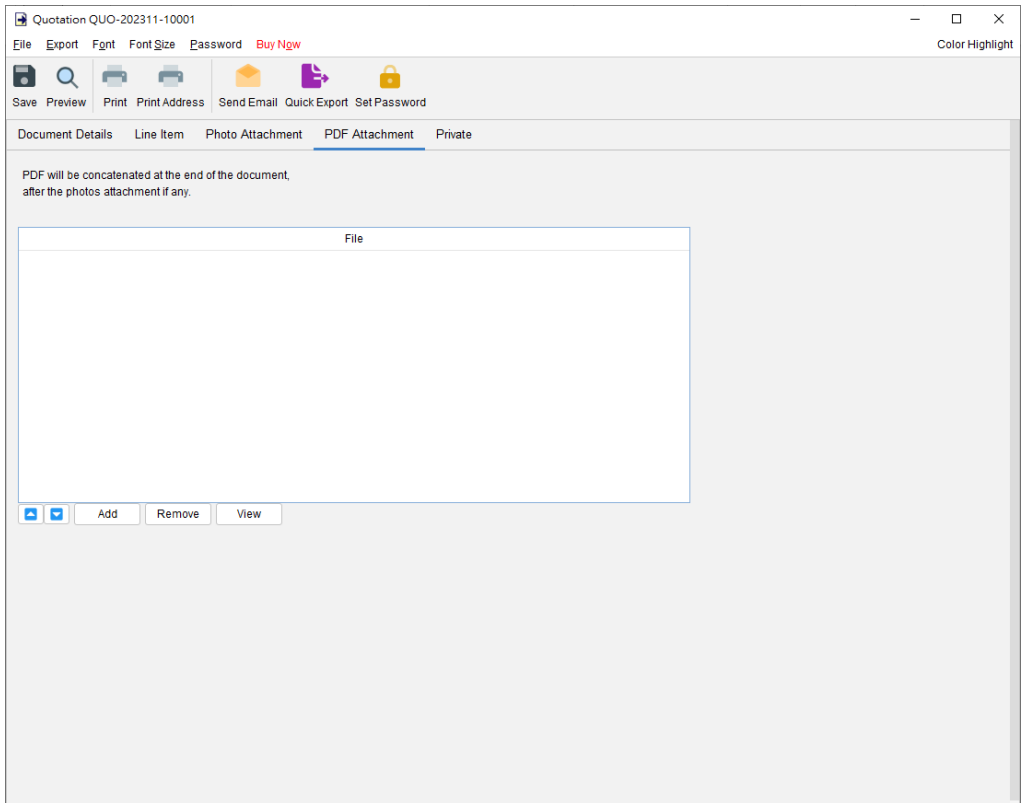 Quotation QUO-202311-10001
File Export Font Font Size Password Buy Now Color Highlight
Save Preview Print Print Address Send Email Quick Export Set Password
Document Details Line Item Photo Attachment PDF Attachment Private
PDF will be concatenated at the end of the document,
after the photos attachment if any.
File
Add Remove View